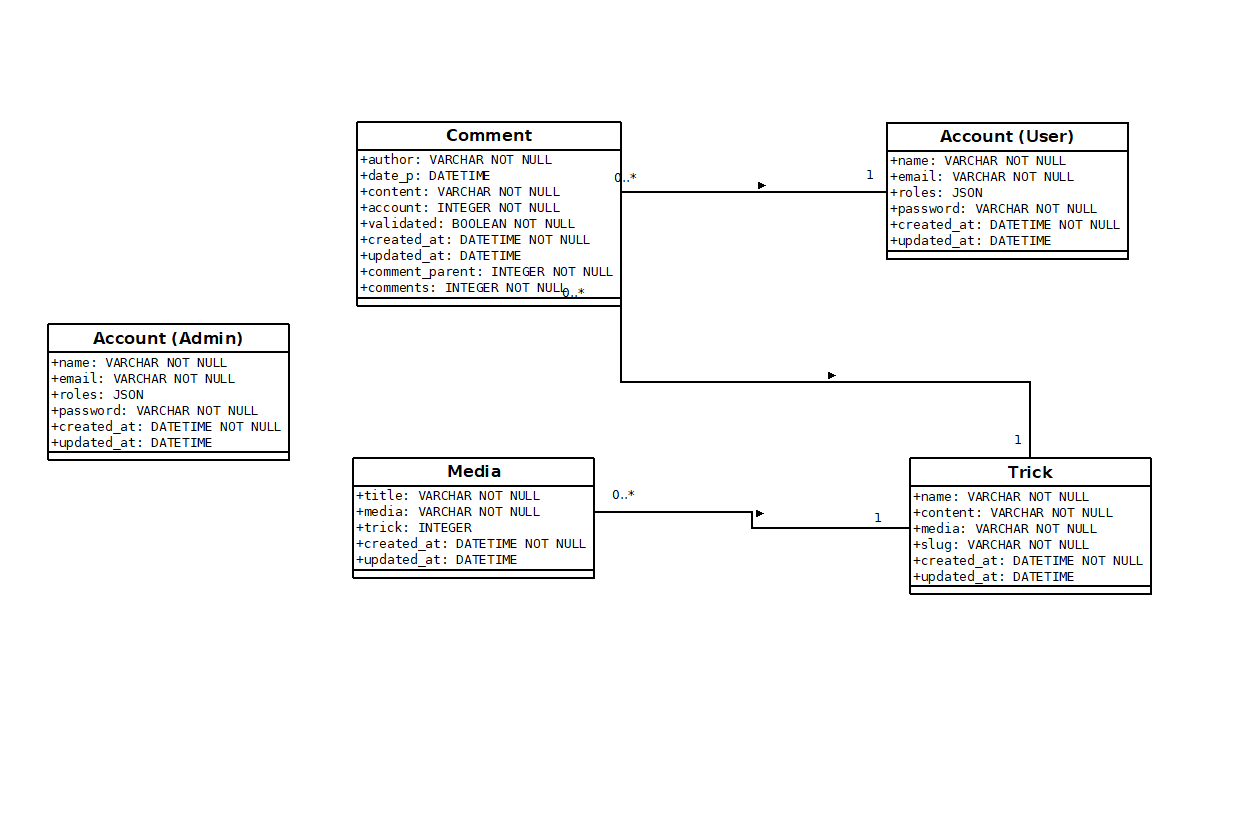 Comment
+author: VARCHAR NOT NULL
+date_p: DATETIME
+content: VARCHAR NOT NULL
+account: INTEGER NOT NULL
+validated: BOOLEAN NOT NULL
+created_at: DATETIME NOT NULL
+updated_at: DATETIME
+comment_parent: INTEGER NOT NULL
+comments: INTEGER NOT NULL
0..*
1
0..*
1
Account (User)
+name: VARCHAR NOT NULL
+email: VARCHAR NOT NULL
+roles: JSON
+password: VARCHAR NOT NULL
+created_at: DATETIME NOT NULL
+updated_at: DATETIME
Account (Admin)
+name: VARCHAR NOT NULL
+email: VARCHAR NOT NULL
+roles: JSON
+password: VARCHAR NOT NULL
+created_at: DATETIME NOT NULL
+updated_at: DATETIME
Media
+title: VARCHAR NOT NULL
+media: VARCHAR NOT NULL
+trick: INTEGER
+created_at: DATETIME NOT NULL
+updated_at: DATETIME
0..*
1
Trick
+name: VARCHAR NOT NULL
+content: VARCHAR NOT NULL
+media: VARCHAR NOT NULL
+slug: VARCHAR NOT NULL
+created_at: DATETIME NOT NULL
+updated_at: DATETIME